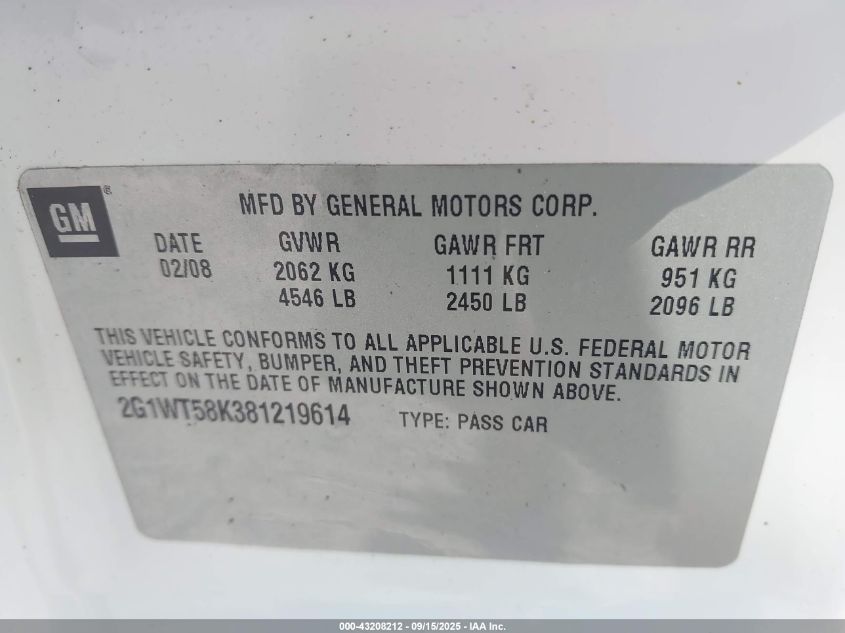 GM ®
MFD BY GENERAL MOTORS CORP.
DATE GVWR GAWR FRT GAWR RR
02/08 2062 KG 1111 KG 951 KG
4546 LB 2450 LB 2096 LB
THIS VEHICLE CONFORMS TO ALL APPLICABLE U.S. FEDERAL MOTOR
VEHICLE SAFETY, BUMPER, AND THEFT PREVENTION STANDARDS IN
EFFECT ON THE DATE OF MANUFACTURE SHOWN ABOVE.
2G1WT58K381219614 TYPE: PASS CAR
000-43208212 - 09/15/2025 - IAA Inc.